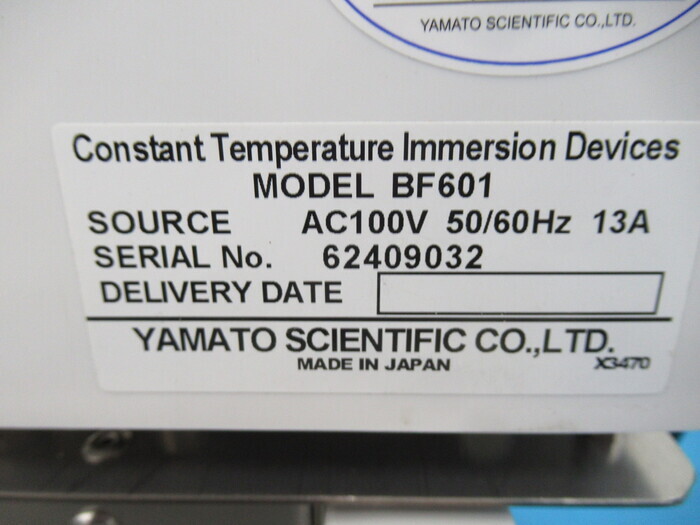 YAMATO SCIENTIFIC CO.,LTD.
Constant Temperature Immersion Devices
MODEL BF601
SOURCE AC100V 50/60Hz 13A
SERIAL No. 62409032
DELIVERY DATE
YAMATO SCIENTIFIC CO.,LTD.
MADE IN JAPAN X3470